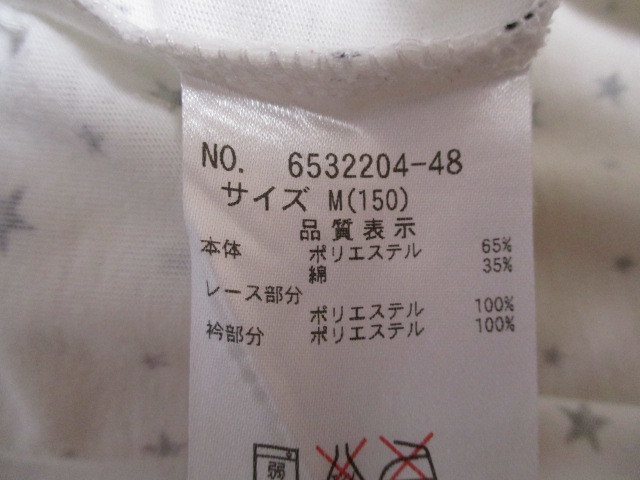 NO. 6532204-48
サイズ M(150)
品質表示
本体 ポリエステル 65%
綿 35%
レース部分
ポリエステル 100%
衿部分 ポリエステル 100%
弱